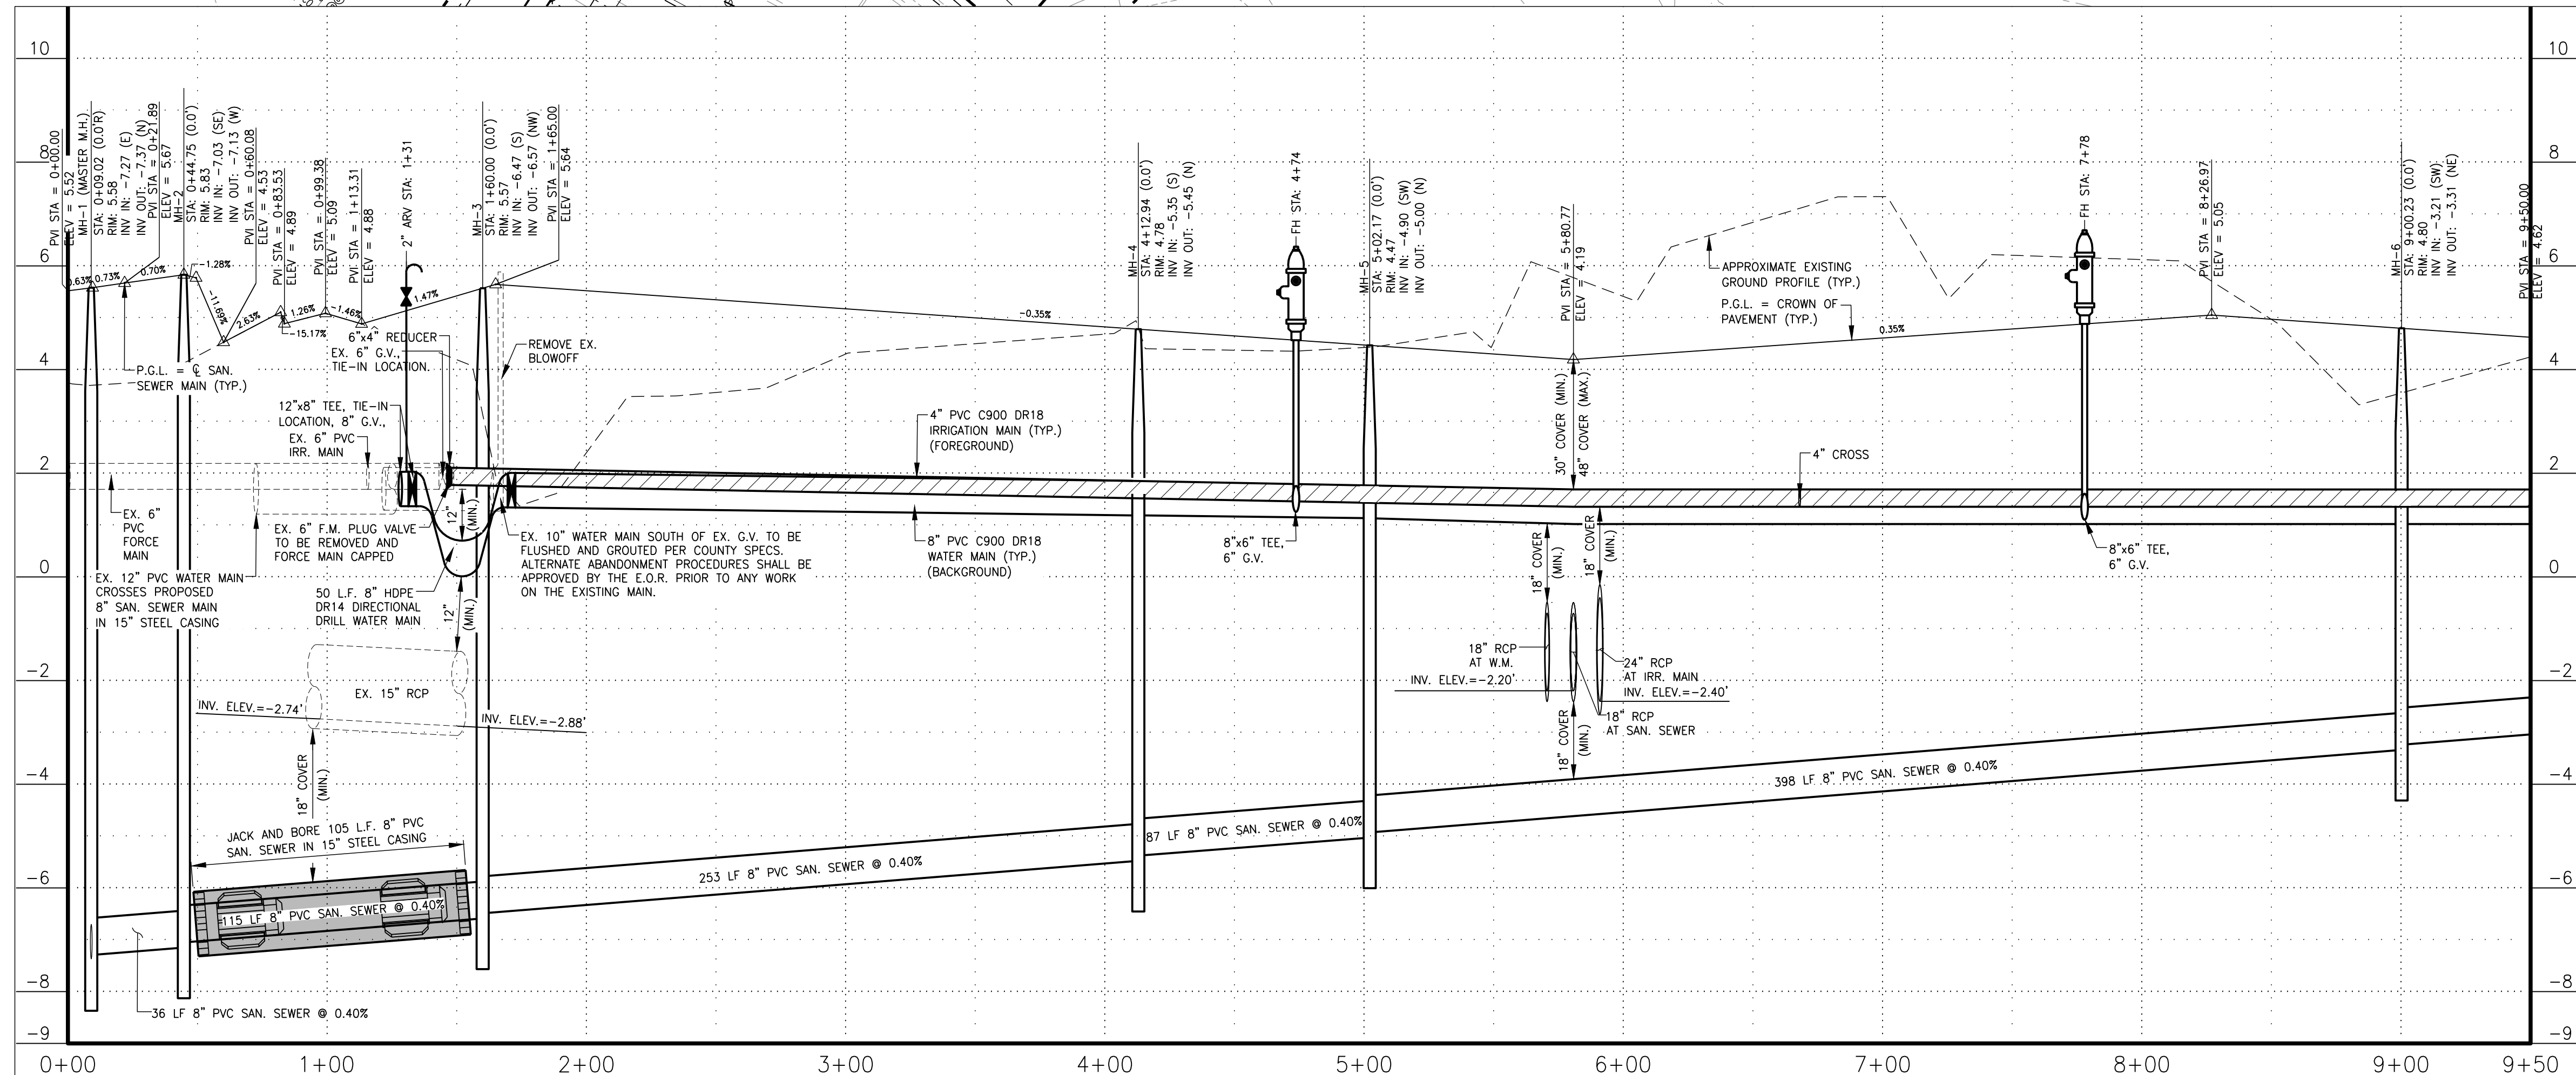 10
8
6
4
2
0
-2
-4
-6
-8
-9
PVI STA = 0+00.00
ELEV = 5.52
MH-1 (MASTER M.H.)
STA: 0+09.02 (0.0'R)
RIM: 5.58
INV IN: -7.27 (E)
INV OUT: -7.37 (N)
PVI STA = 0+21.89
ELEV = 5.67
MH-2
STA: 0+44.75 (0.0')
RIM: 5.83
INV IN: -7.03 (SE)
INV OUT: -7.13 (W)
PVI STA = 0+60.08
ELEV = 4.53
PVI STA = 0+83.53
ELEV = 4.89
PVI STA = 0+99.38
ELEV = 5.09
PVI STA = 1+13.31
ELEV = 4.88
2" ARV STA: 1+31
MH-3
STA: 1+60.00 (0.0')
RIM: 5.57
INV IN: -6.47 (S)
INV OUT: -6.57 (NW)
PVI STA = 1+65.00
ELEV = 5.64
MH-4
STA: 4+12.94 (0.0')
RIM: 4.78
INV IN: -5.35 (S)
INV OUT: -5.45 (N)
FH STA: 4+74
MH-5
STA: 5+02.17 (0.0')
RIM: 4.47
INV IN: -4.90 (SW)
INV OUT: -5.00 (N)
PVI STA = 5+80.77
ELEV = 4.19
FH STA: 7+78
PVI STA = 8+26.97
ELEV = 5.05
MH-6
STA: 9+00.23 (0.0')
RIM: 4.80
INV IN: -3.21 (SW)
INV OUT: -3.31 (NE)
PVI STA = 9+50.00
ELEV = 4.62
0.63%
0.73%
0.70%
-1.28%
-11.69%
2.63%
-15.17%
1.26%
-1.46%
1.47%
-0.35%
0.35%
P.G.L. = ℄ SAN.
SEWER MAIN (TYP.)
6"x4" REDUCER
EX. 6" G.V.,
TIE-IN LOCATION.
REMOVE EX.
BLOWOFF
APPROXIMATE EXISTING
GROUND PROFILE (TYP.)
P.G.L. = CROWN OF
PAVEMENT (TYP.)
12"x8" TEE, TIE-IN
LOCATION, 8" G.V.,
EX. 6" PVC
IRR. MAIN
EX. 6"
PVC
FORCE
MAIN
EX. 6" F.M. PLUG VALVE
TO BE REMOVED AND
FORCE MAIN CAPPED
12"
(MIN.)
EX. 12" PVC WATER MAIN
CROSSES PROPOSED
8" SAN. SEWER MAIN
IN 15" STEEL CASING
50 L.F. 8" HDPE
DR14 DIRECTIONAL
DRILL WATER MAIN
12"
(MIN.)
EX. 10" WATER MAIN SOUTH OF EX. G.V. TO BE
FLUSHED AND GROUTED PER COUNTY SPECS.
ALTERNATE ABANDONMENT PROCEDURES SHALL BE
APPROVED BY THE E.O.R. PRIOR TO ANY WORK
ON THE EXISTING MAIN.
4" PVC C900 DR18
IRRIGATION MAIN (TYP.)
(FOREGROUND)
8" PVC C900 DR18
WATER MAIN (TYP.)
(BACKGROUND)
8"x6" TEE,
6" G.V.
30" COVER (MIN.)
48" COVER (MAX.)
4" CROSS
8"x6" TEE,
6" G.V.
18" COVER
(MIN.)
18" COVER
(MIN.)
18" RCP
AT W.M.
INV. ELEV.=-2.20'
24" RCP
AT IRR. MAIN
INV. ELEV.=-2.40'
18" RCP
AT SAN. SEWER
18" COVER
(MIN.)
EX. 15" RCP
INV. ELEV.=-2.74'
INV. ELEV.=-2.88'
18" COVER
(MIN.)
JACK AND BORE 105 L.F. 8" PVC
SAN. SEWER IN 15" STEEL CASING
115 LF 8" PVC SAN. SEWER @ 0.40%
253 LF 8" PVC SAN. SEWER @ 0.40%
87 LF 8" PVC SAN. SEWER @ 0.40%
398 LF 8" PVC SAN. SEWER @ 0.40%
36 LF 8" PVC SAN. SEWER @ 0.40%
10
8
6
4
2
0
-2
-4
-6
-8
-9
0+00
1+00
2+00
3+00
4+00
5+00
6+00
7+00
8+00
9+00
9+50